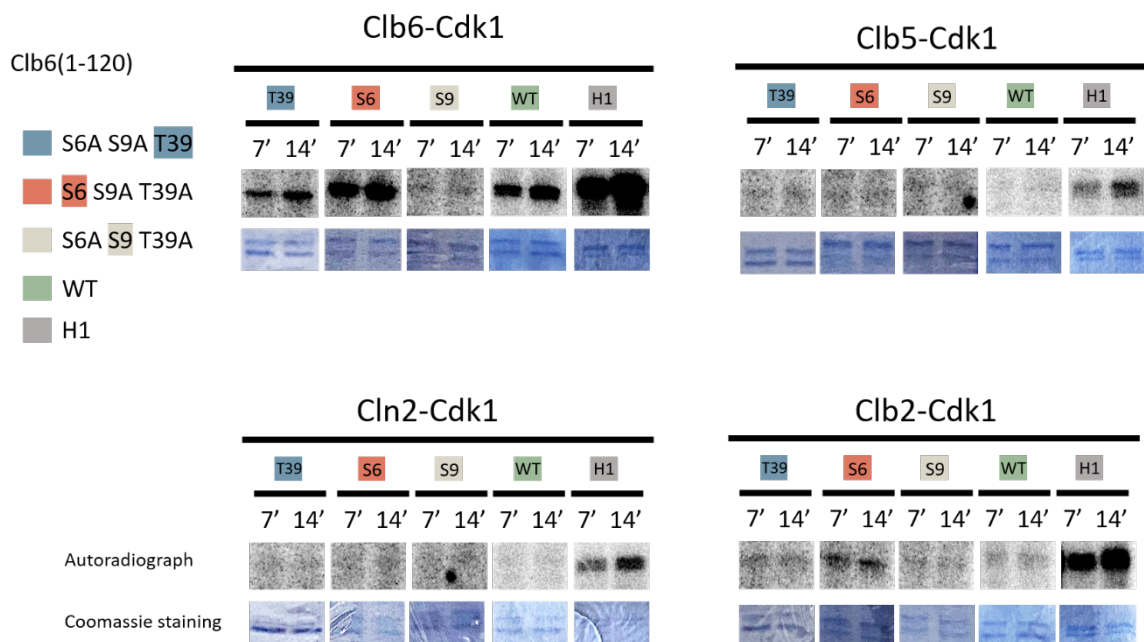 Clb6-Cdk1
Clb5-Cdk1
Clb6(1-120)
T39 S6 S9 WT H1
T39 S6 S9 WT H1
7’ 14’ 7’ 14’ 7’ 14’ 7’ 14’ 7’ 14’
7’ 14’ 7’ 14’ 7’ 14’ 7’ 14’ 7’ 14’
S6A S9A T39
S6 S9A T39A
S6A S9 T39A
WT
H1
Cln2-Cdk1
Clb2-Cdk1
T39 S6 S9 WT H1
T39 S6 S9 WT H1
7’ 14’ 7’ 14’ 7’ 14’ 7’ 14’ 7’ 14’
7’ 14’ 7’ 14’ 7’ 14’ 7’ 14’ 7’ 14’
Autoradiograph
Coomassie staining